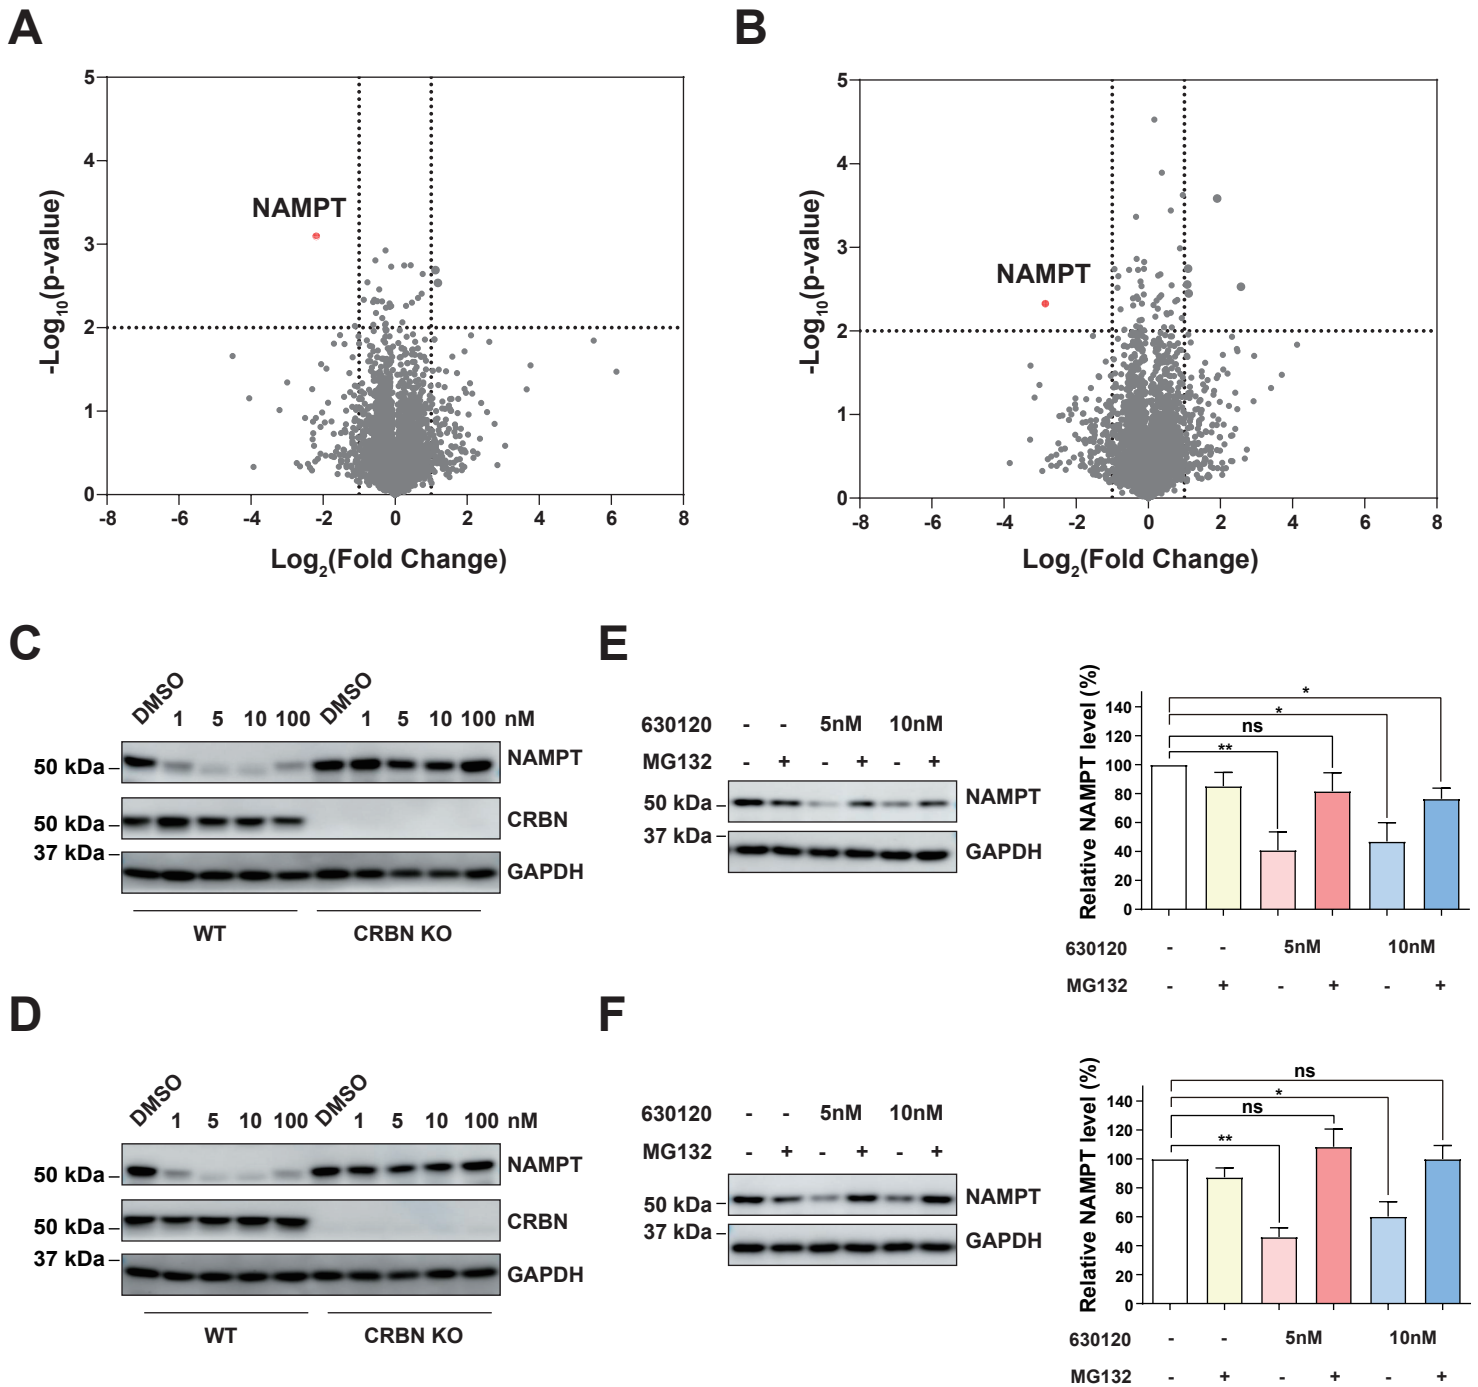 A
5
4
3
2
1
0
-8 -6 -4 -2 0 2 4 6 8
-Log10(p-value)
NAMPT
Log2(Fold Change)
B
5
4
3
2
1
0
-8 -6 -4 -2 0 2 4 6 8
-Log10(p-value)
NAMPT
Log2(Fold Change)
C
DMSO 1 5 10 100 DMSO 1 5 10 100 nM
50 kDa NAMPT
50 kDa CRBN
37 kDa
GAPDH
WT CRBN KO
D
DMSO 1 5 10 100 DMSO 1 5 10 100 nM
50 kDa NAMPT
50 kDa CRBN
37 kDa
GAPDH
WT CRBN KO
E
630120 - - 5nM 10nM
MG132 - + - + - +
50 kDa NAMPT
37 kDa
GAPDH
Relative NAMPT level (%)
140
120
100
80
60
40
20
0
*
*
ns
**
630120 - - 5nM 10nM
MG132 - + - + - +
F
630120 - - 5nM 10nM
MG132 - + - + - +
50 kDa NAMPT
37 kDa
GAPDH
Relative NAMPT level (%)
140
120
100
80
60
40
20
0
ns
*
ns
**
630120 - - 5nM 10nM
MG132 - + - + - +